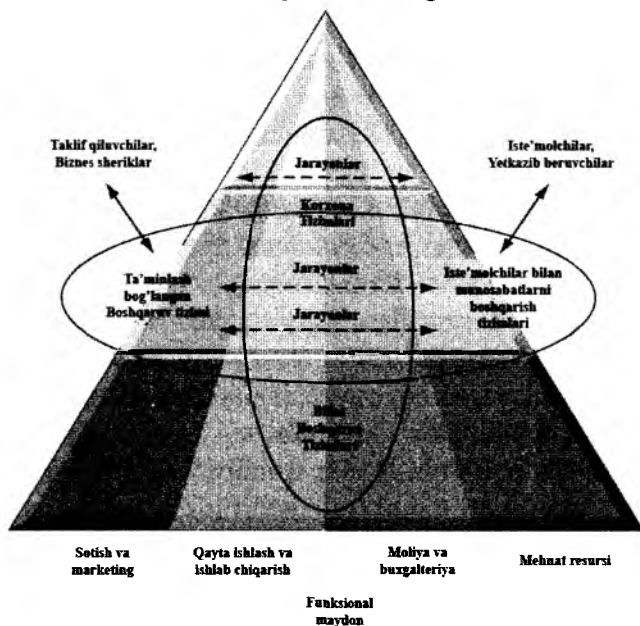 Taklif qiluvchilar,
Biznes sheriklar
Iste'molchilar,
Yetkazib beruvchilar
Jarayonlar
Korxona
Tizimlari
Ta'minlash
bog'langan
Boshqaruv tizimi
Jarayonlar
Jarayonlar
Iste'molchilar bilan
munosabatlarni
boshqarish
tizimlari
Bilim
Boshqaruv
Tizimlari
Sotish va
marketing
Qayta ishlash va
ishlab chiqarish
Moliya va
buxgalteriya
Mehnat resursi
Funksional
maydon